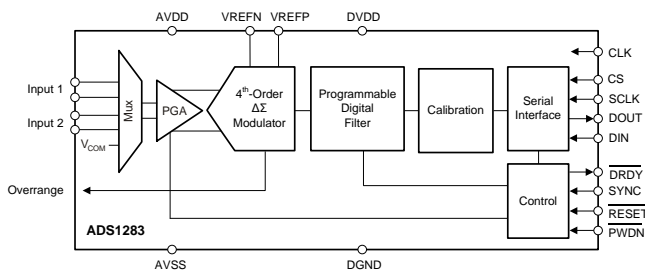 AVDD
VREFN
VREFP
DVDD
CLK
CS
SCLK
DOUT
DIN
DRDY
SYNC
RESET
PWDN
Input 1
Input 2
VCOM
Mux
PGA
4th-Order
ΔΣ
Modulator
Programmable
Digital
Filter
Calibration
Serial
Interface
Control
Overrange
ADS1283
AVSS
DGND